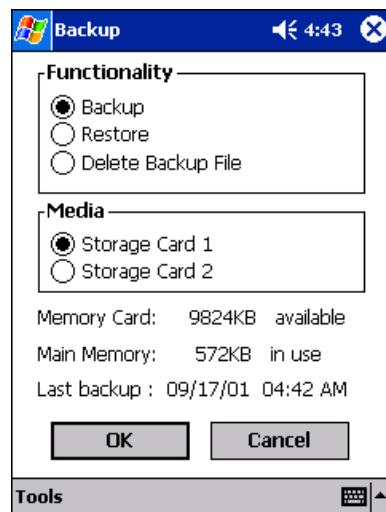 Backup 4:43
Functionality
Backup
Restore
Delete Backup File
Media
Storage Card 1
Storage Card 2
Memory Card: 9824KB available
Main Memory: 572KB in use
Last backup : 09/17/01 04:42 AM
OK Cancel
Tools